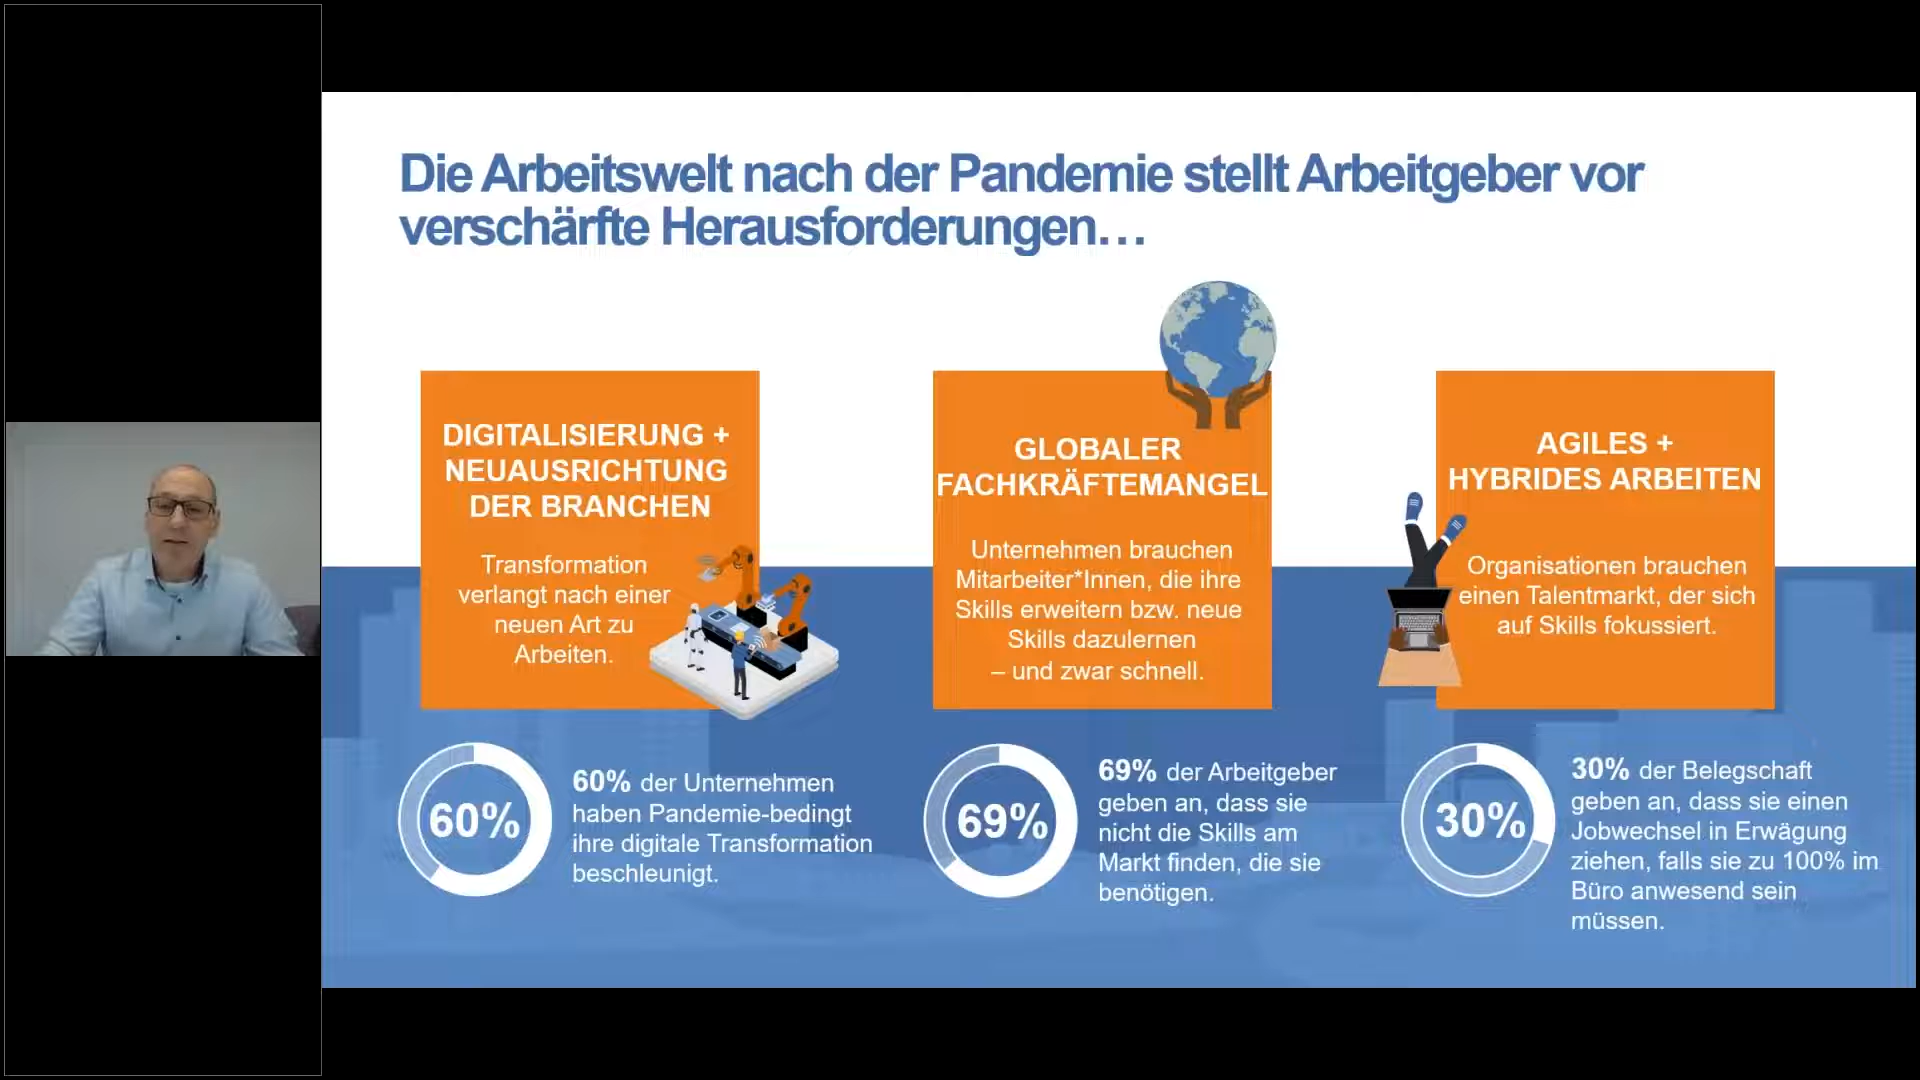 Die Arbeitswelt nach der Pandemie stellt Arbeitgeber vor
verschärfte Herausforderungen…
DIGITALISIERUNG +
NEUAUSRICHTUNG
DER BRANCHEN
Transformation
verlangt nach einer
neuen Art zu
Arbeiten.
60%
60% der Unternehmen
haben Pandemie-bedingt
ihre digitale Transformation
beschleunigt.
GLOBALER
FACHKRÄFTEMANGEL
Unternehmen brauchen
Mitarbeiter*Innen, die ihre
Skills erweitern bzw. neue
Skills dazulernen
– und zwar schnell.
69%
69% der Arbeitgeber
geben an, dass sie
nicht die Skills am
Markt finden, die sie
benötigen.
AGILES +
HYBRIDES ARBEITEN
Organisationen brauchen
einen Talentmarkt, der sich
auf Skills fokussiert.
30%
30% der Belegschaft
geben an, dass sie einen
Jobwechsel in Erwägung
ziehen, falls sie zu 100% im
Büro anwesend sein
müssen.